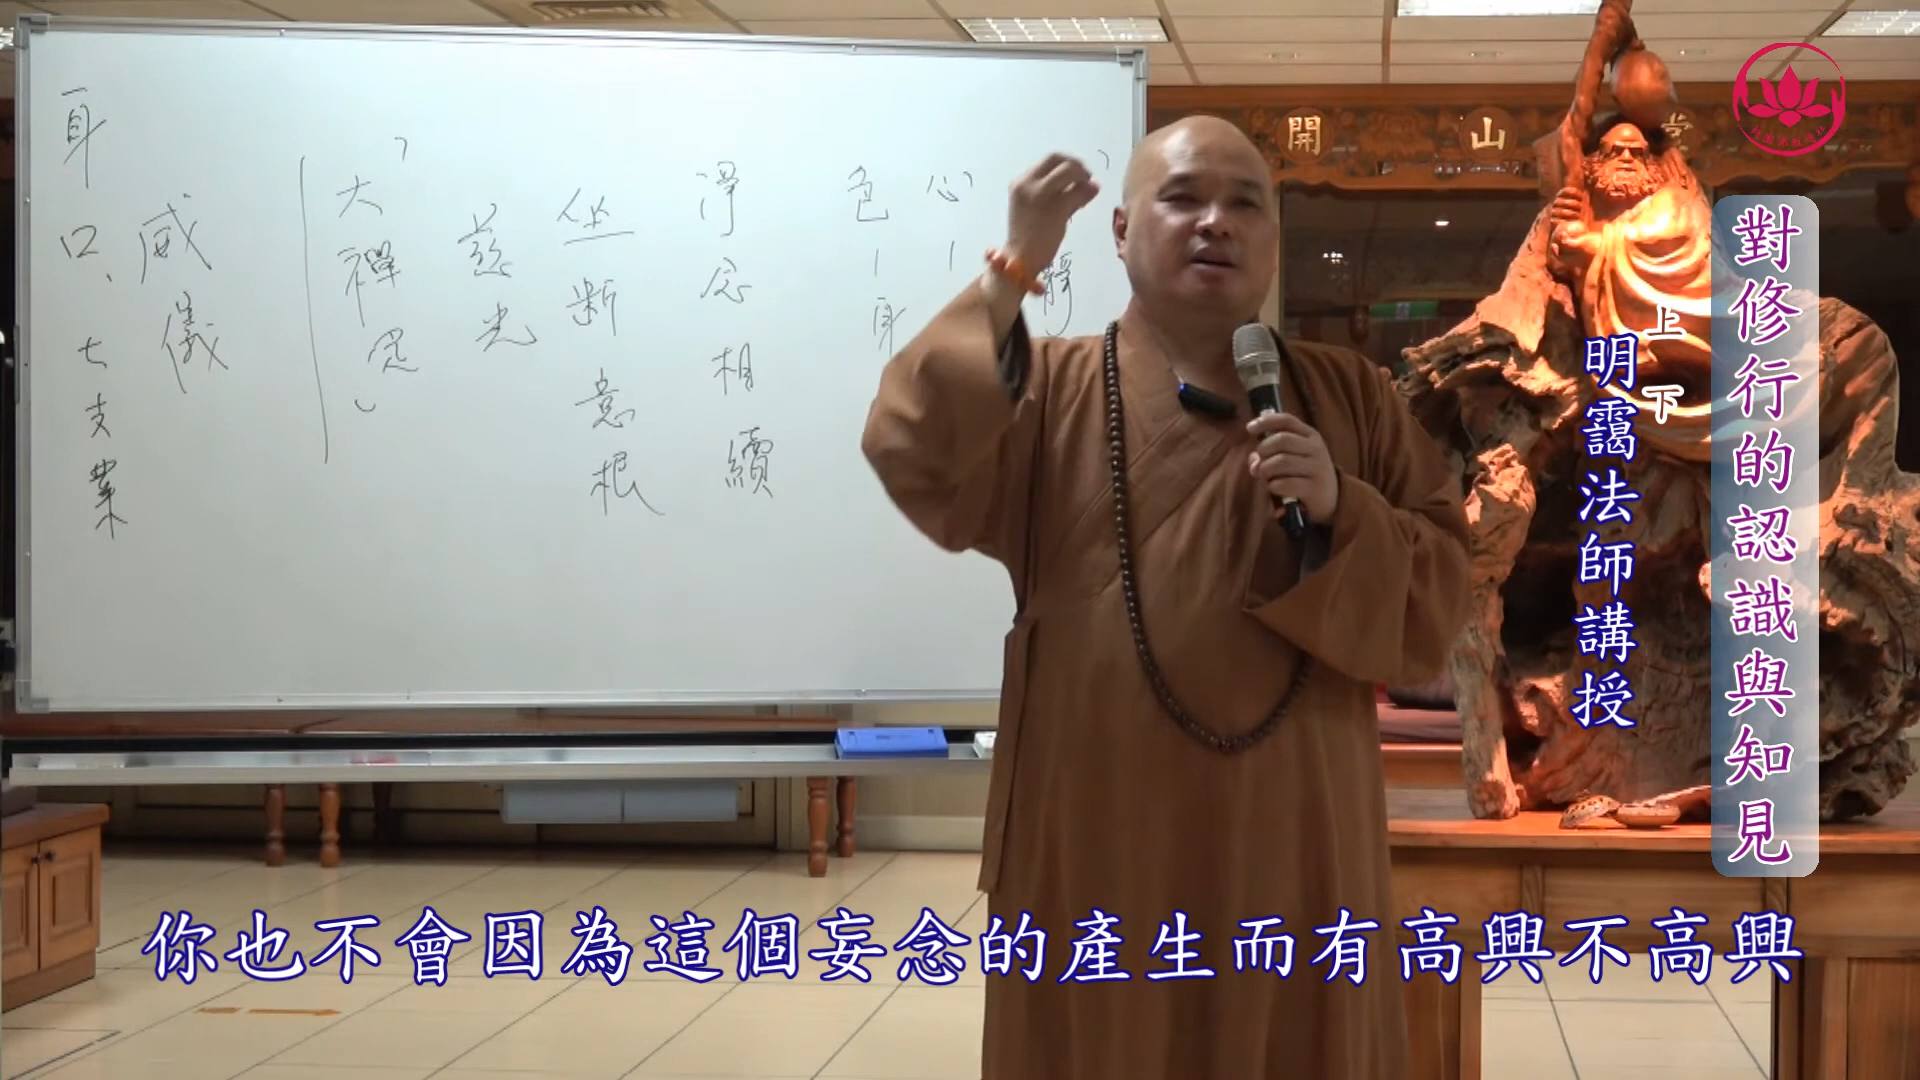 開山堂
對修行的認識與知見
上
下
明靄法師講授
靜
心—
色—身
淨念相續
坐斷意根
慈光
「大禪定」
威儀
身口、七支業
你也不會因為這個妄念的產生而有高興不高興